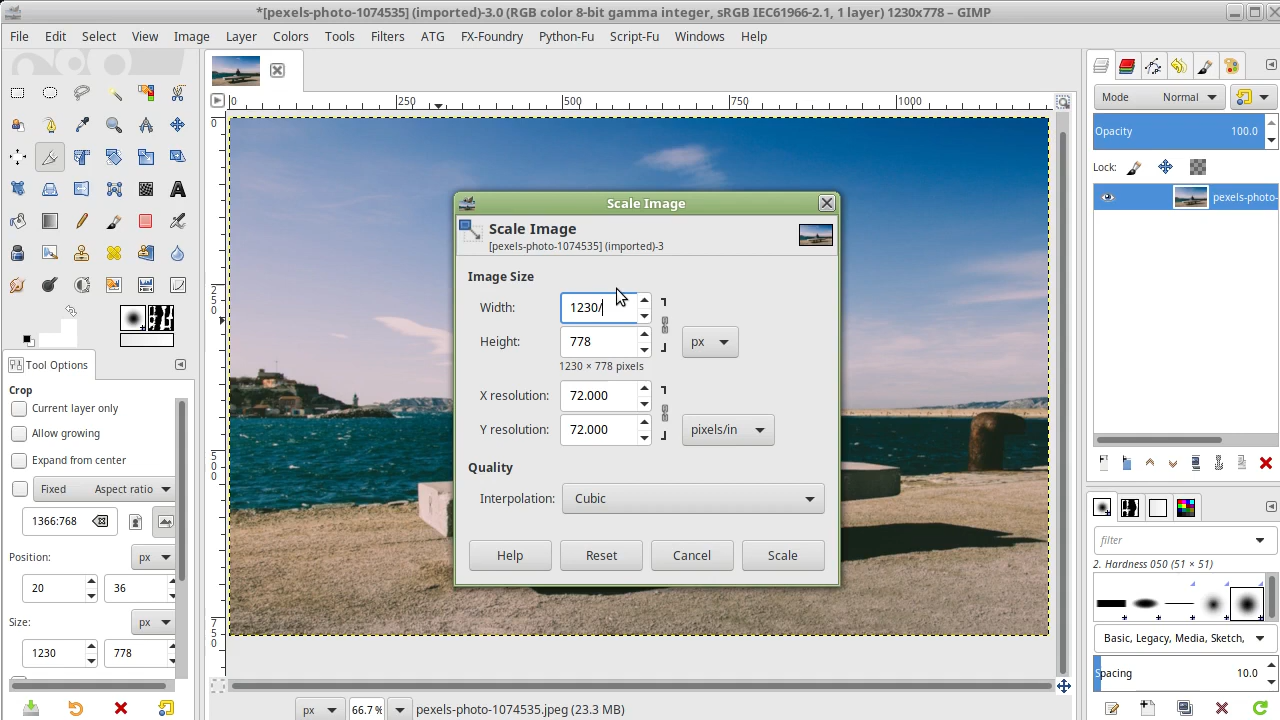 *[pexels-photo-1074535] (imported)-3.0 (RGB color 8-bit gamma integer, sRGB IEC61966-2.1, 1 layer) 1230x778 – GIMP
File Edit Select View Image Layer Colors Tools Filters ATG FX-Foundry Python-Fu Script-Fu Windows Help
0 250 500 750 1000
0
250
500
750
Tool Options
Crop
Current layer only
Allow growing
Expand from center
Fixed Aspect ratio
1366:768
Position: px
20 36
Size: px
1230 778
Scale Image
Scale Image
[pexels-photo-1074535] (imported)-3
Image Size
Width: 1230/
Height: 778 px
1230 × 778 pixels
X resolution: 72.000
Y resolution: 72.000 pixels/in
Quality
Interpolation: Cubic
Help Reset Cancel Scale
Mode Normal
Opacity 100.0
Lock:
pexels-photo-
filter
2. Hardness 050 (51 × 51)
Basic, Legacy, Media, Sketch,
Spacing 10.0
px 66.7 % pexels-photo-1074535.jpeg (23.3 MB)